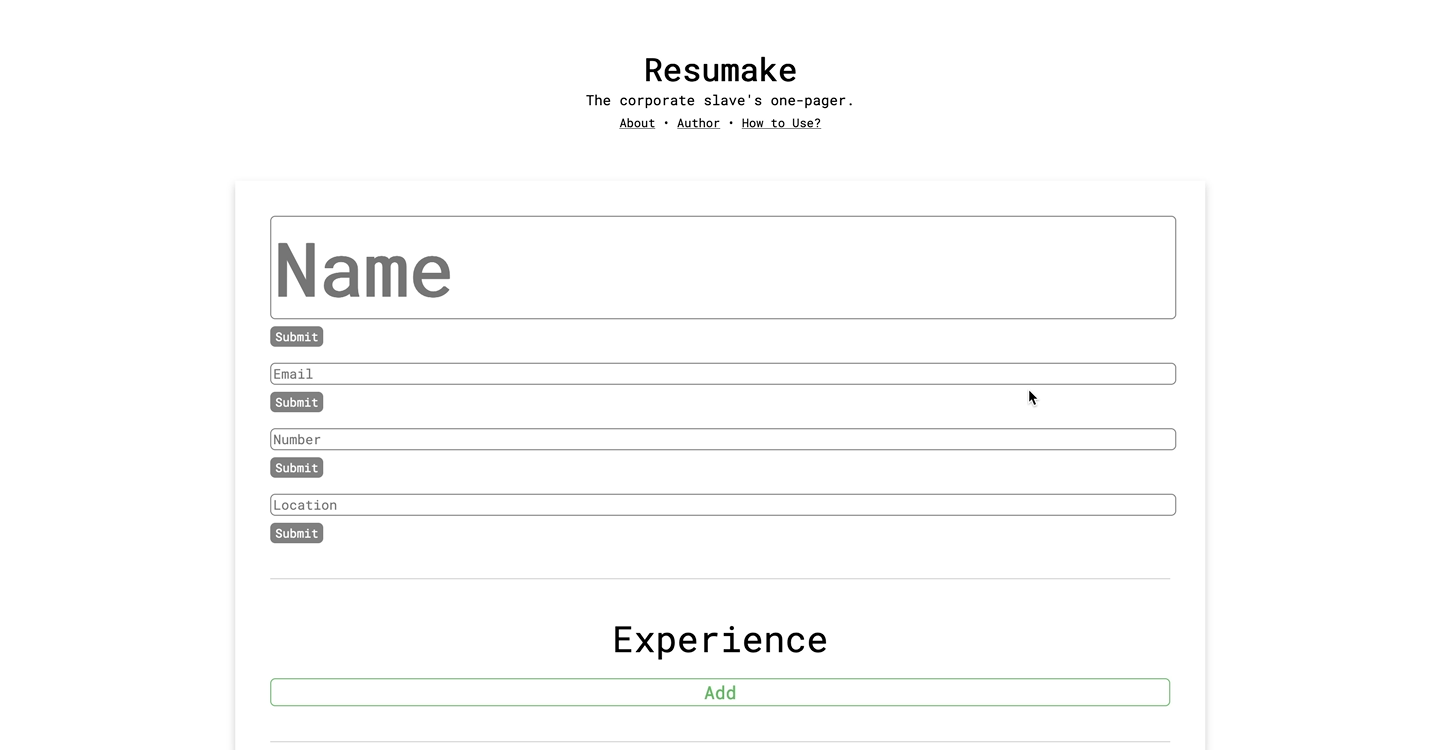 Resumake
The corporate slave's one-pager.
About • Author • How to Use?
Name
Submit
Email
Submit
Number
Submit
Location
Submit
Experience
Add